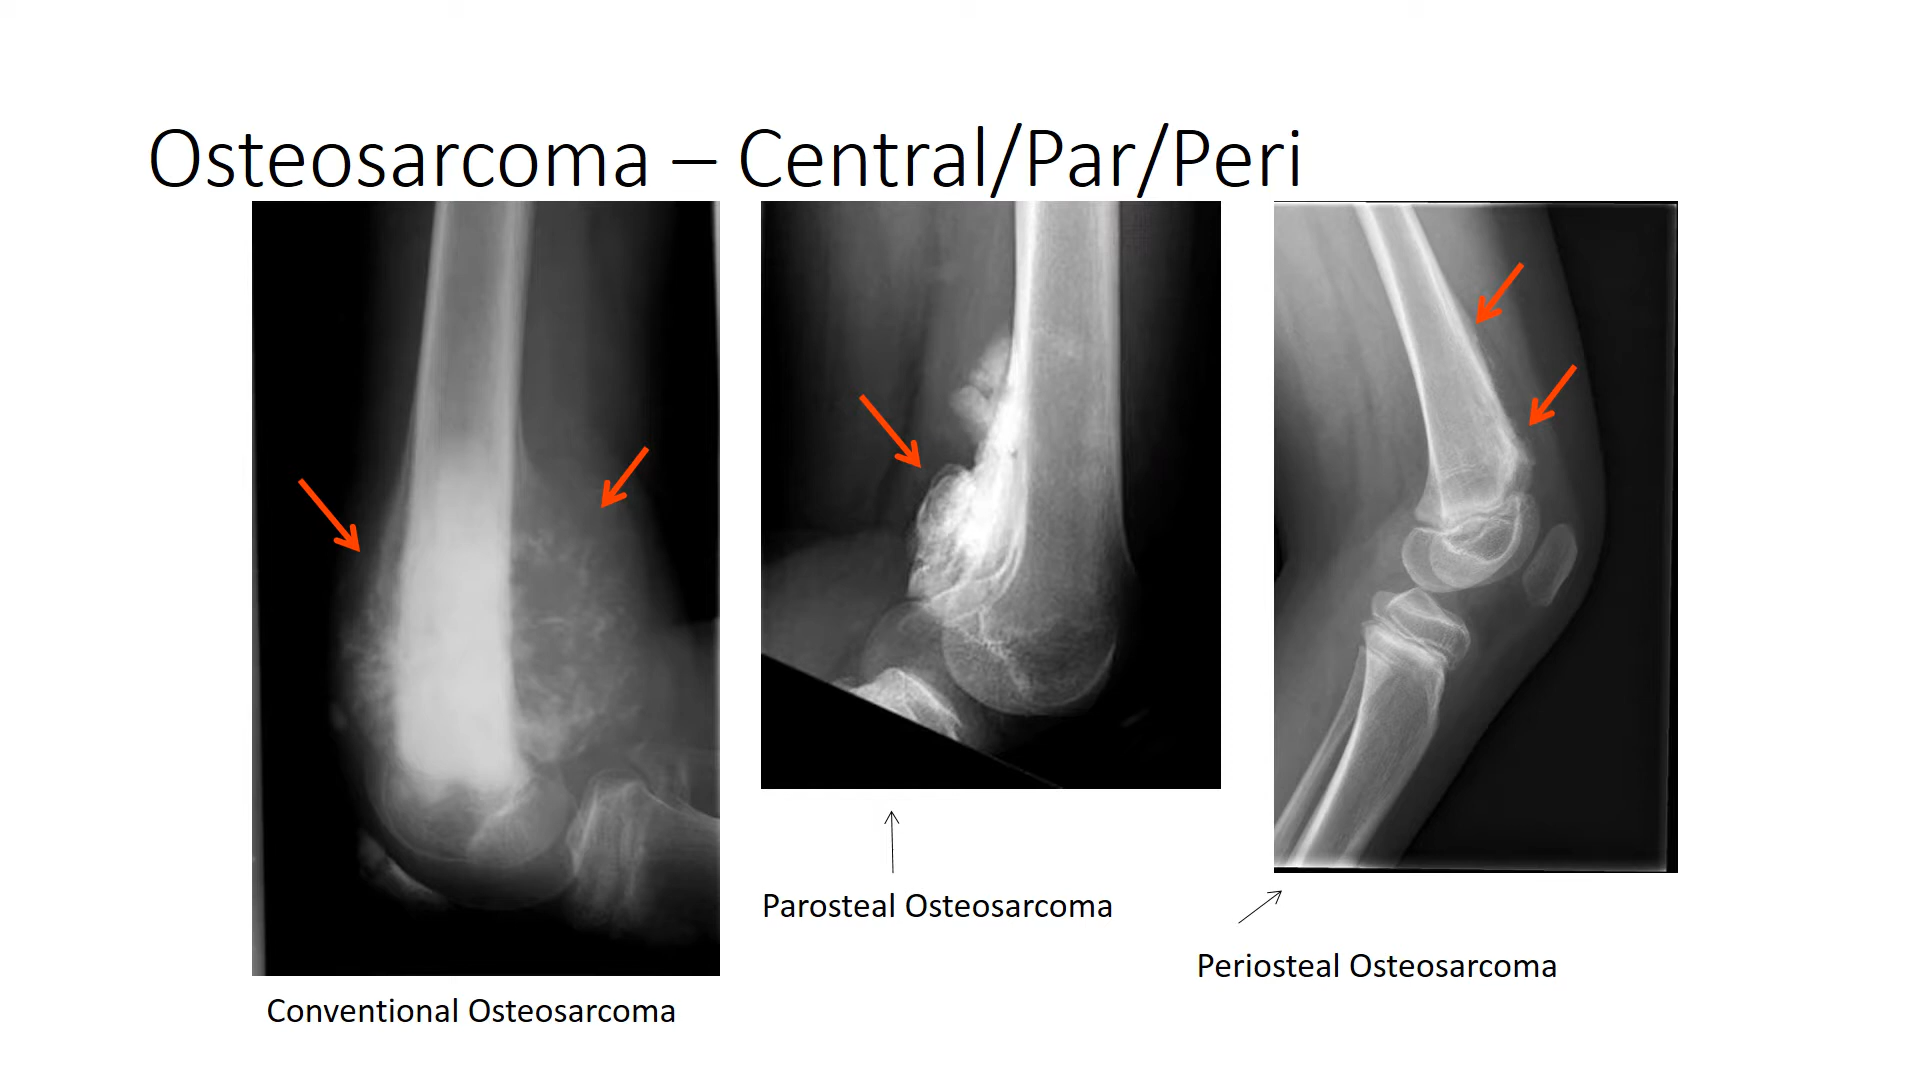 Osteosarcoma – Central/Par/Peri
Parosteal Osteosarcoma
Periosteal Osteosarcoma
Conventional Osteosarcoma